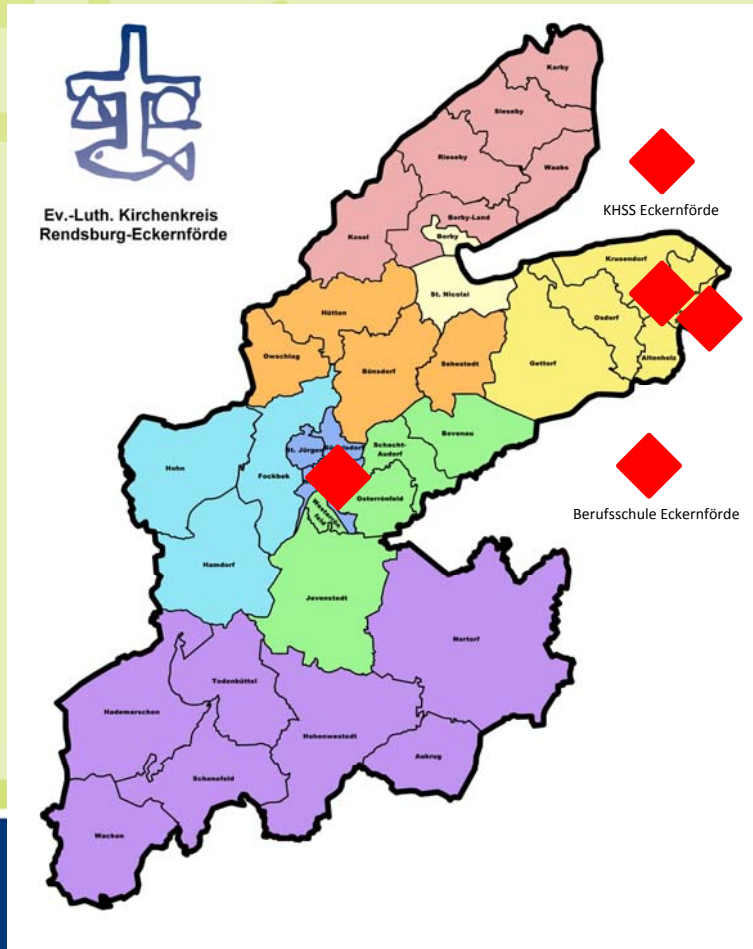 Ev.-Luth. Kirchenkreis
Rendsburg-Eckernförde
Karby
Sieseby
Rieseby
Waabs
KHSS Eckernförde
Borby-Land
Borby
Kosel
Krusendorf
St. Nicolai
Hütten
Osdorf
Owschlag
Altenholz
Bünsdorf
Sehestedt
Gettorf
Bovenau
St. Jürgen
Schacht-
Audorf
Hohn
Fockbek
Osterrönfeld
Berufsschule Eckernförde
Hamdorf
Jevenstedt
Nortorf
Todenbüttel
Hademarschen
Hohenwestedt
Aukrug
Schenefeld
Wacken